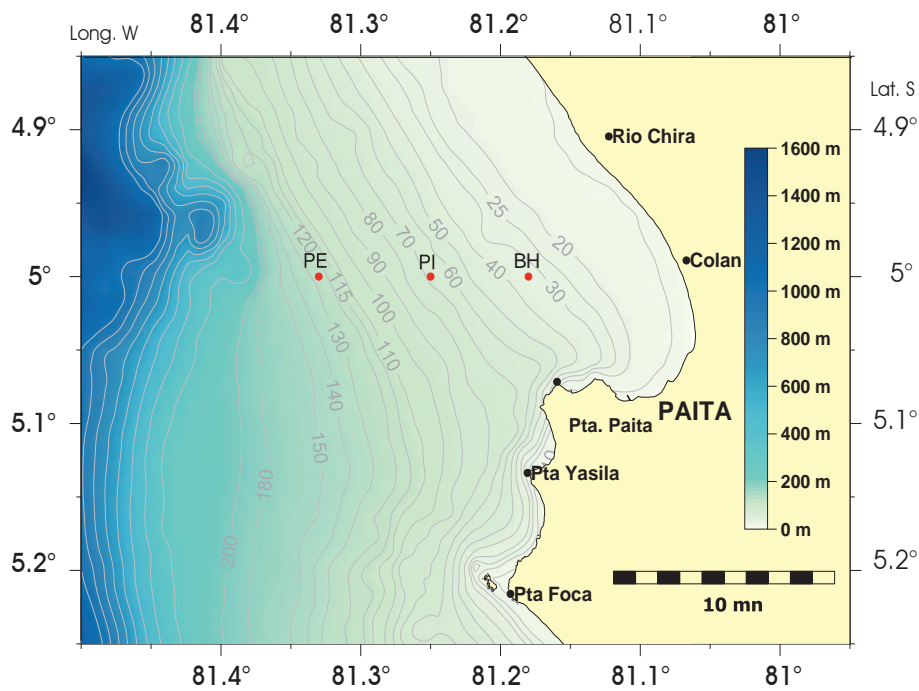 Long. W
81.4° 81.3° 81.2° 81.1° 81°
Lat. S
4.9° 4.9°
Rio Chira
1600 m
1400 m
1200 m
1000 m
800 m
600 m
400 m
200 m
0 m
25
20
80
50
120
70
PE PI BH
Colan
90
40
5° 5°
115
60
30
100
130
110
140
PAITA
Pta. Paita
5.1° 5.1°
150
Pta Yasila
180
200
5.2° 5.2°
Pta Foca
10 mn
81.4° 81.3° 81.2° 81.1° 81°